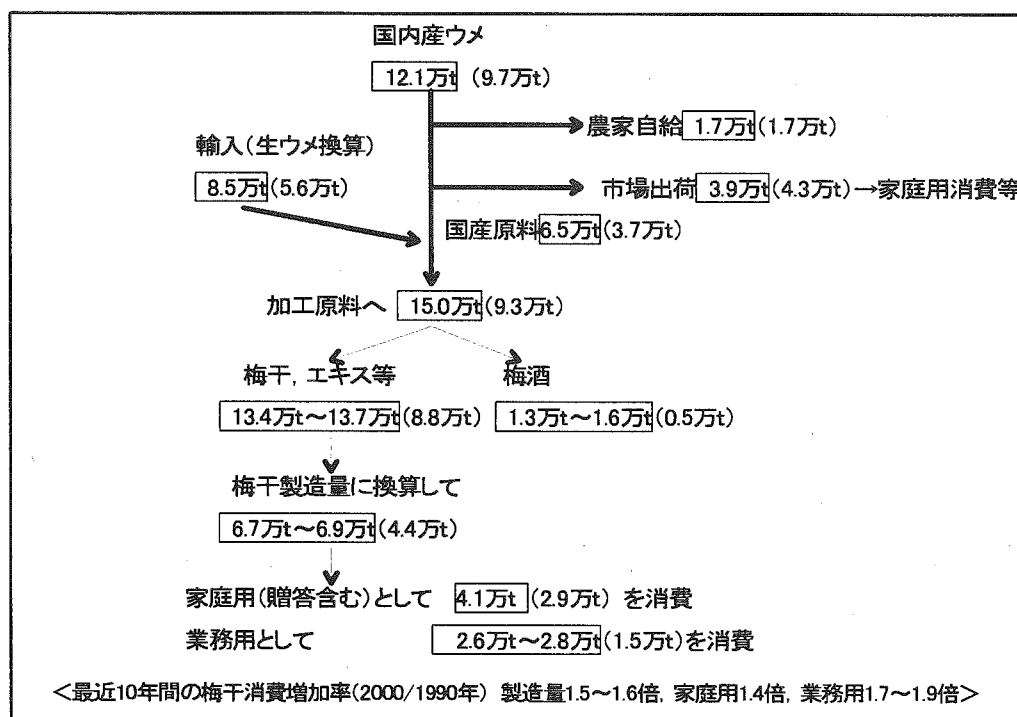 国内産ウメ
12.1万t (9.7万t)
農家自給 1.7万t (1.7万t)
輸入(生ウメ換算)
8.5万t (5.6万t)
市場出荷 3.9万t (4.3万t) →家庭用消費等
国産原料 6.5万t (3.7万t)
加工原料へ 15.0万t (9.3万t)
梅干, エキス等 梅酒
13.4万t～13.7万t (8.8万t) 1.3万t～1.6万t (0.5万t)
梅干製造量に換算して
6.7万t～6.9万t (4.4万t)
家庭用(贈答含む)として 4.1万t (2.9万t) を消費
業務用として 2.6万t～2.8万t (1.5万t)を消費
＜最近10年間の梅干消費増加率(2000/1990年) 製造量1.5～1.6倍, 家庭用1.4倍, 業務用1.7～1.9倍＞